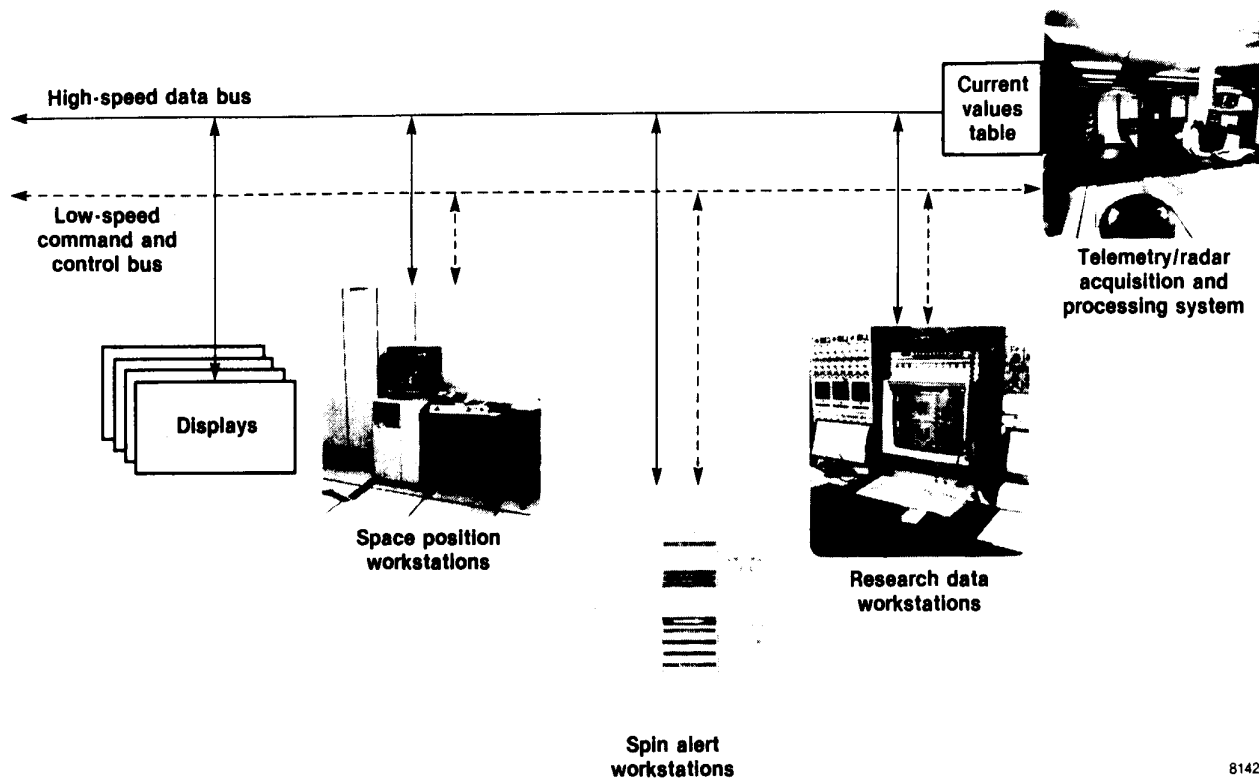 High-speed data bus
Current
values
table
Low-speed
command and
control bus
Telemetry/radar
acquisition and
processing system
Displays
Space position
workstations
Research data
workstations
Spin alert
workstations
8142